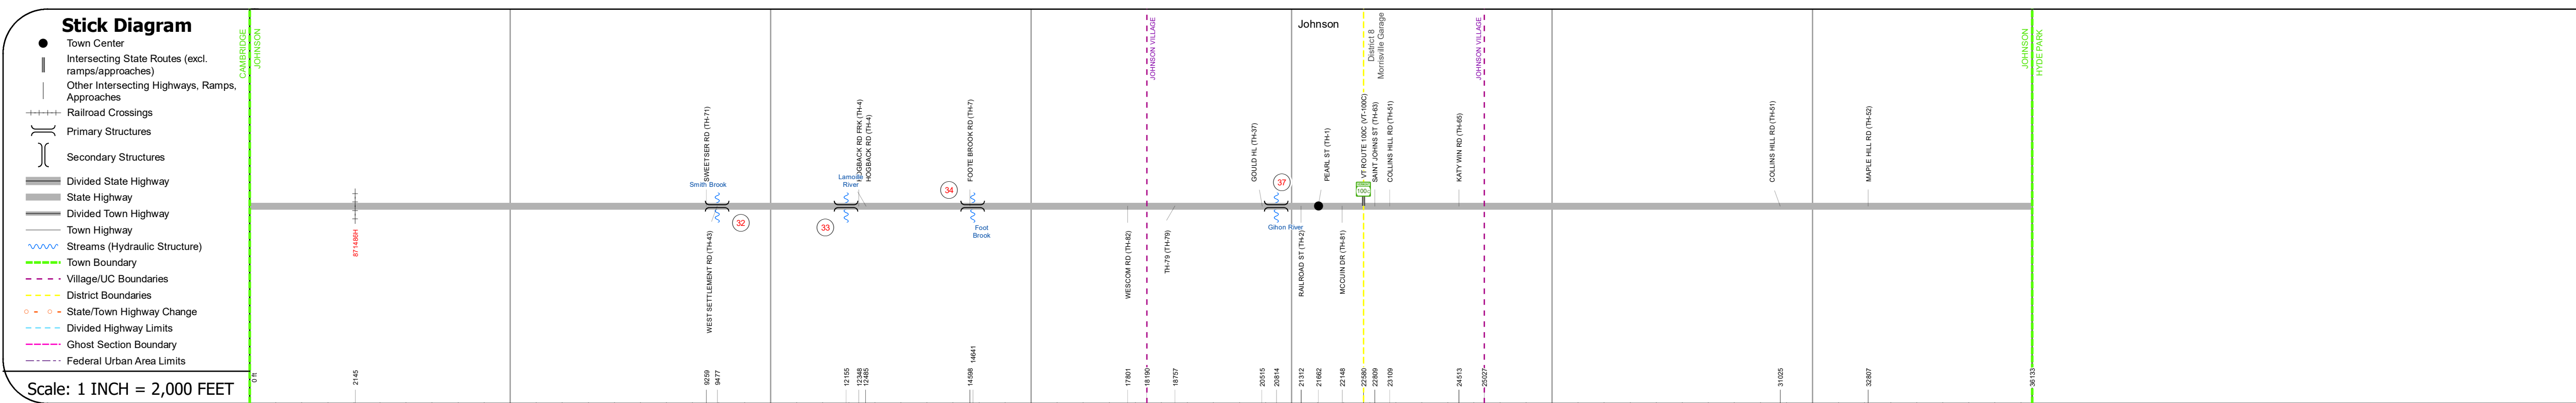 Stick Diagram
Town Center
Intersecting State Routes (excl.
ramps/approaches)
Other Intersecting Highways, Ramps,
Approaches
Railroad Crossings
Primary Structures
Secondary Structures
Divided State Highway
State Highway
Divided Town Highway
Town Highway
Streams (Hydraulic Structure)
Town Boundary
Village/UC Boundaries
District Boundaries
State/Town Highway Change
Divided Highway Limits
Ghost Section Boundary
Federal Urban Area Limits
Scale: 1 INCH = 2,000 FEET
CAMBRIDGE
JOHNSON
871486H
SWEETSER RD (TH-71)
Smith Brook
32
WEST SETTLEMENT RD (TH-43)
Lamoille
River
33
HOGBACK RD FRK (TH-4)
HOGBACK RD (TH-4)
34
FOOTE BROOK RD (TH-7)
Foot
Brook
WESCOM RD (TH-82)
JOHNSON VILLAGE
TH-79 (TH-79)
GOULD HL (TH-37)
37
Gihon River
Johnson
RAILROAD ST (TH-2)
PEARL ST (TH-1)
MCCUIN DR (TH-81)
100c
VT ROUTE 100C (VT-100C)
District 8
Morrisville Garage
SAINT JOHNS ST (TH-63)
COLLINS HILL RD (TH-51)
KATY WIN RD (TH-65)
JOHNSON VILLAGE
COLLINS HILL RD (TH-51)
MAPLE HILL RD (TH-52)
JOHNSON
HYDE PARK
0 ft
2145
9259
9477
12155
12348
12485
14598
14641
17801
18190
18757
20515
20814
21312
21662
22148
22580
22809
23109
24513
25027
31025
32807
36133